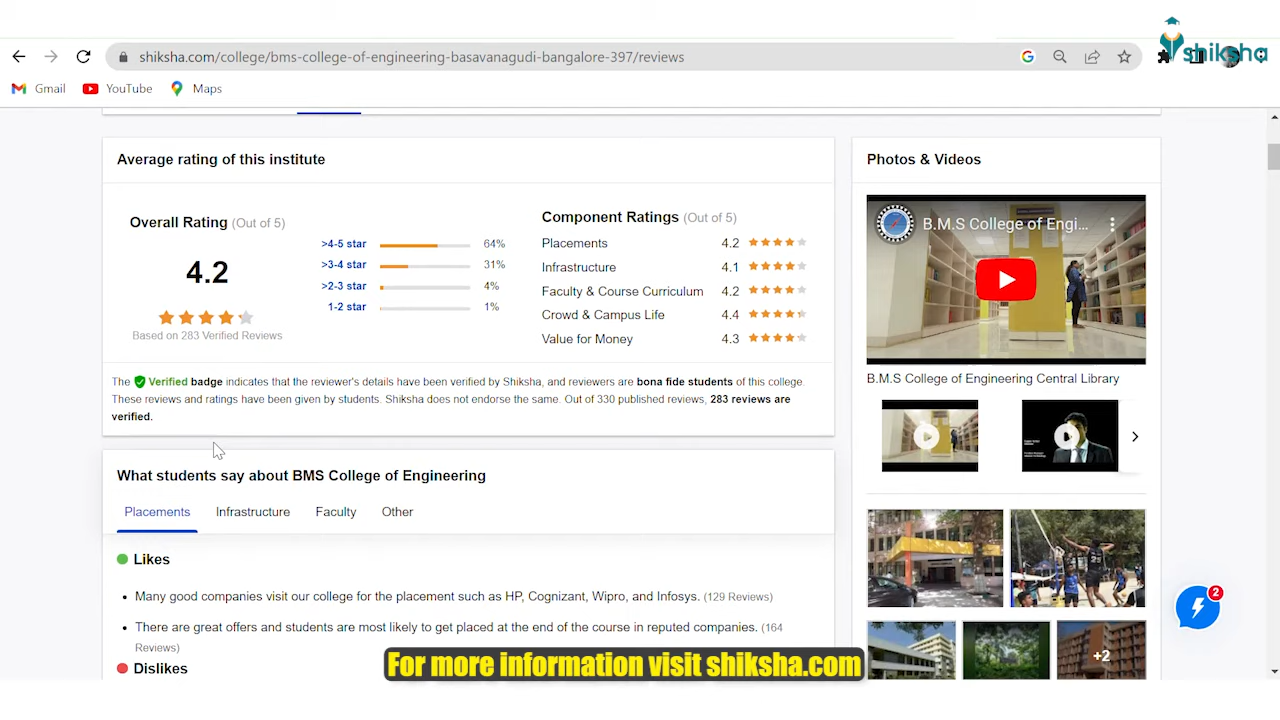 shiksha
shiksha.com/college/bms-college-of-engineering-basavanagudi-bangalore-397/reviews
Gmail
YouTube
Maps
Average rating of this institute
Overall Rating (Out of 5)
4.2
Based on 283 Verified Reviews
>4-5 star 64%
>3-4 star 31%
>2-3 star 4%
1-2 star 1%
Component Ratings (Out of 5)
Placements 4.2
Infrastructure 4.1
Faculty & Course Curriculum 4.2
Crowd & Campus Life 4.4
Value for Money 4.3
The Verified badge indicates that the reviewer's details have been verified by Shiksha, and reviewers are bona fide students of this college.
These reviews and ratings have been given by students. Shiksha does not endorse the same. Out of 330 published reviews, 283 reviews are
verified.
What students say about BMS College of Engineering
Placements Infrastructure Faculty Other
Likes
Many good companies visit our college for the placement such as HP, Cognizant, Wipro, and Infosys. (129 Reviews)
There are great offers and students are most likely to get placed at the end of the course in reputed companies. (164
Reviews)
Dislikes
Photos & Videos
B.M.S College of Engi...
B.M.S College of Engineering Central Library
+2
2
For more information visit shiksha.com